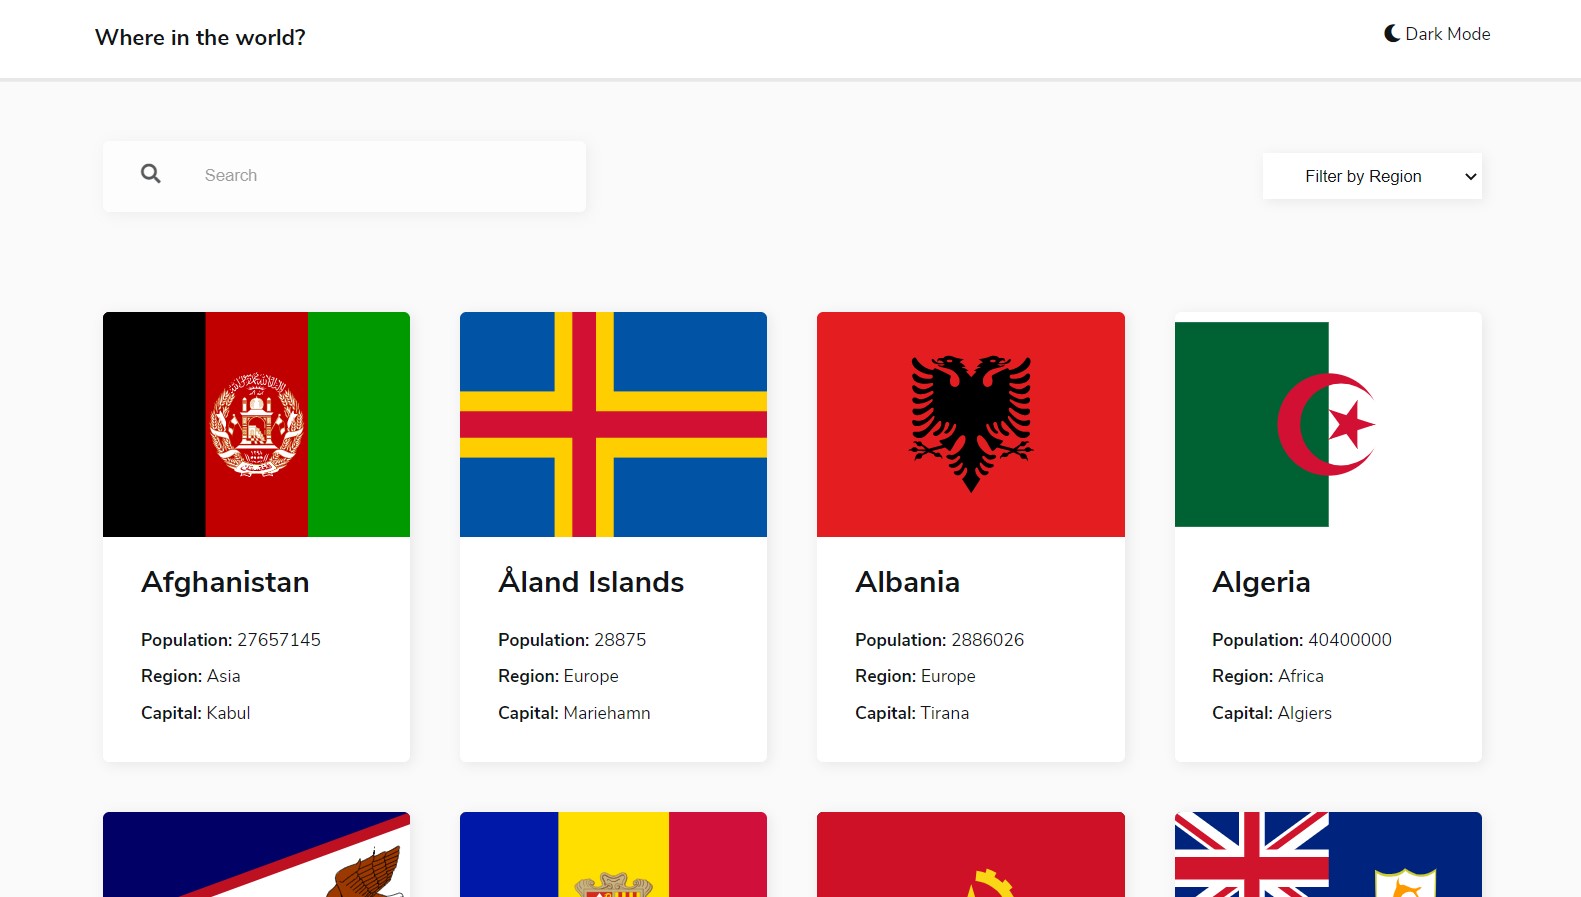 Where in the world?
Dark Mode
Search
Filter by Region
Afghanistan
Population: 27657145
Region: Asia
Capital: Kabul
Åland Islands
Population: 28875
Region: Europe
Capital: Mariehamn
Albania
Population: 2886026
Region: Europe
Capital: Tirana
Algeria
Population: 40400000
Region: Africa
Capital: Algiers